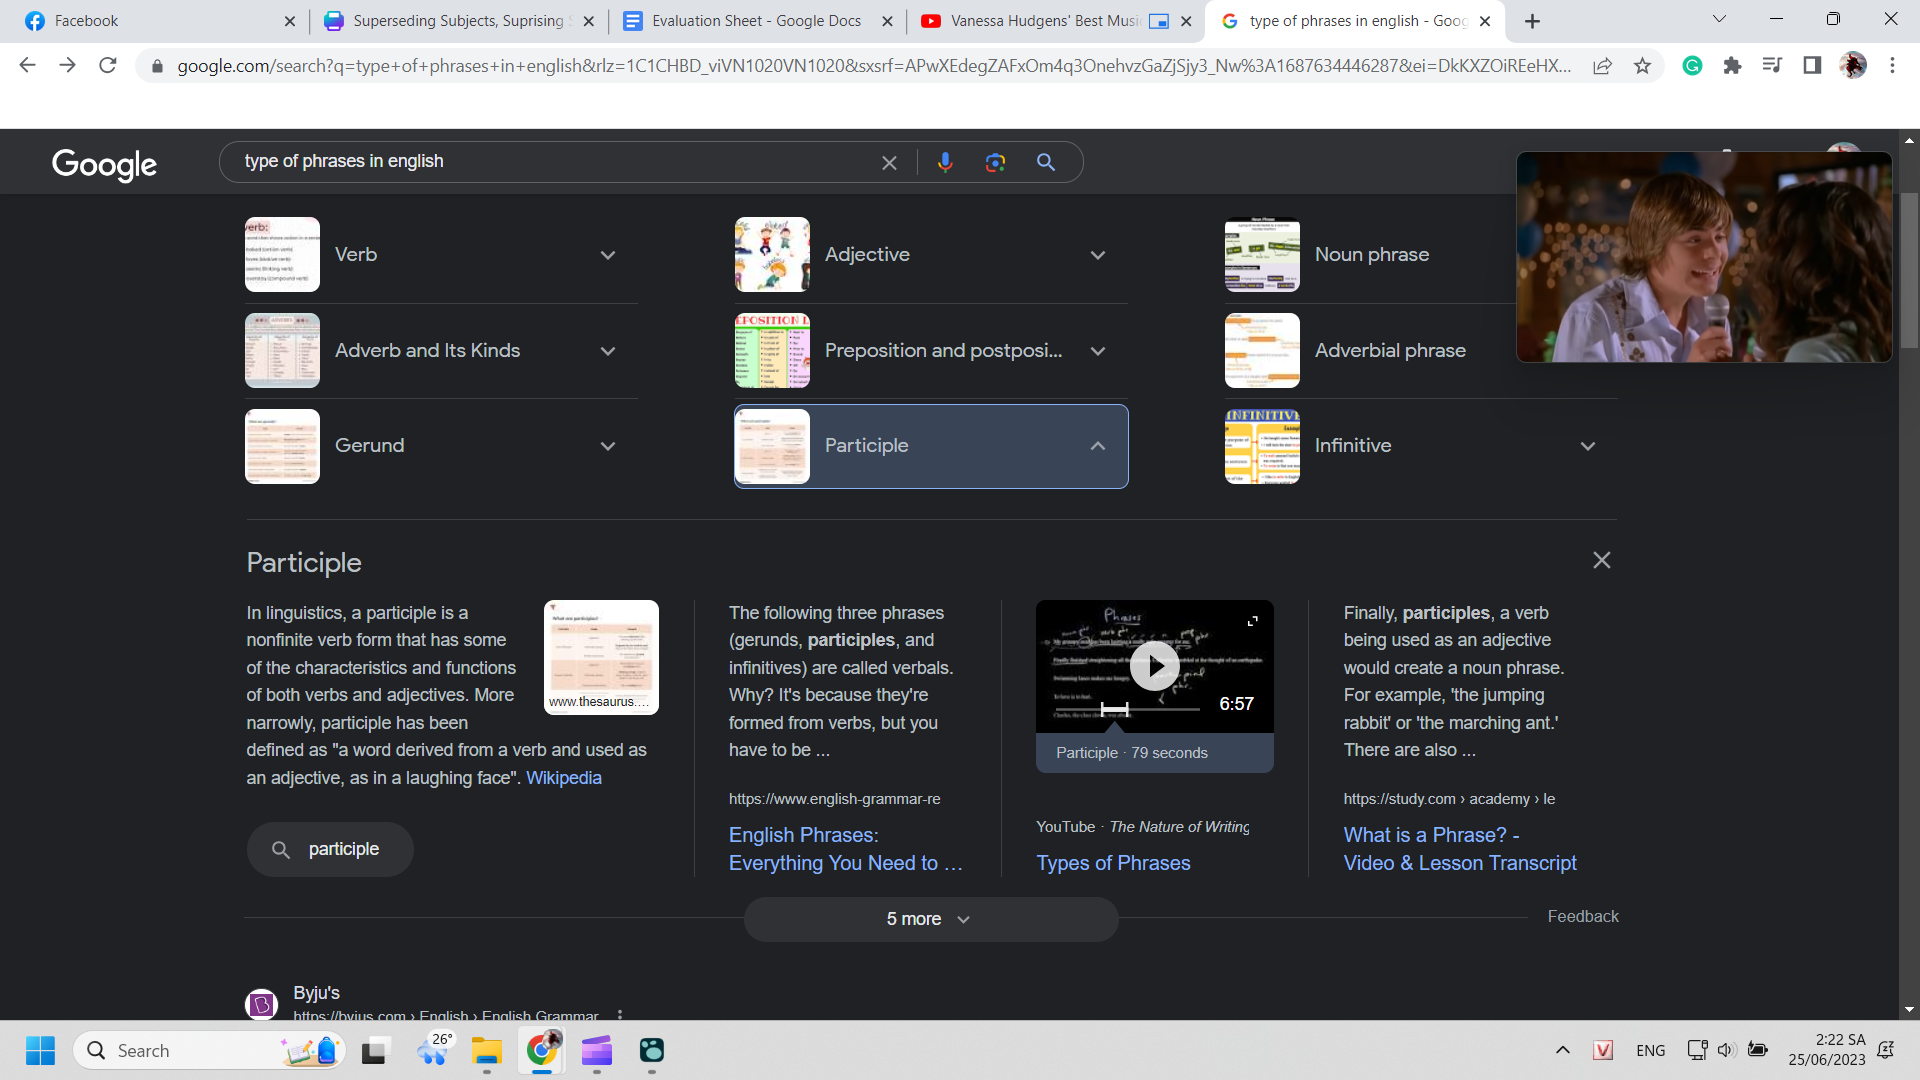 Facebook
Superseding Subjects, Suprising S
Evaluation Sheet - Google Docs
Vanessa Hudgens' Best Musi
type of phrases in english - Goog
google.com/search?q=type+of+phrases+in+english&rlz=1C1CHBD_viVN1020VN1020&sxsrf=APwXEdegZAFxOm4q3OnehvzGaZjSjy3_Nw%3A1687634446287&ei=DkKXZOiREeHX...
Google
type of phrases in english
Verb
Adjective
Noun phrase
Adverb and Its Kinds
Preposition and postposi...
Adverbial phrase
Gerund
Participle
Infinitive
Participle
In linguistics, a participle is a
nonfinite verb form that has some
of the characteristics and functions
of both verbs and adjectives. More
narrowly, participle has been
defined as "a word derived from a verb and used as
an adjective, as in a laughing face". Wikipedia
www.thesaurus....
participle
The following three phrases
(gerunds, participles, and
infinitives) are called verbals.
Why? It's because they're
formed from verbs, but you
have to be ...
https://www.english-grammar-re
English Phrases:
Everything You Need to ...
Phrases
6:57
Participle · 79 seconds
YouTube · The Nature of Writing
Types of Phrases
Finally, participles, a verb
being used as an adjective
would create a noun phrase.
For example, 'the jumping
rabbit' or 'the marching ant.'
There are also ...
https://study.com › academy › le
What is a Phrase? -
Video & Lesson Transcript
5 more
Feedback
Byju's
https://byjus.com › English › English Grammar
Search
26°
ENG
2:22 SA
25/06/2023